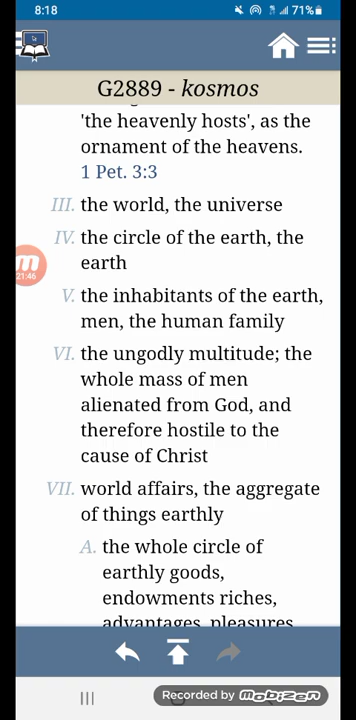 8:18
71%
G2889 - kosmos
'the heavenly hosts', as the
ornament of the heavens.
1 Pet. 3:3
III. the world, the universe
IV. the circle of the earth, the
earth
V. the inhabitants of the earth,
men, the human family
VI. the ungodly multitude; the
whole mass of men
alienated from God, and
therefore hostile to the
cause of Christ
VII. world affairs, the aggregate
of things earthly
A. the whole circle of
earthly goods,
endowments riches,
advantages, pleasures
21:46
Recorded by mobizen